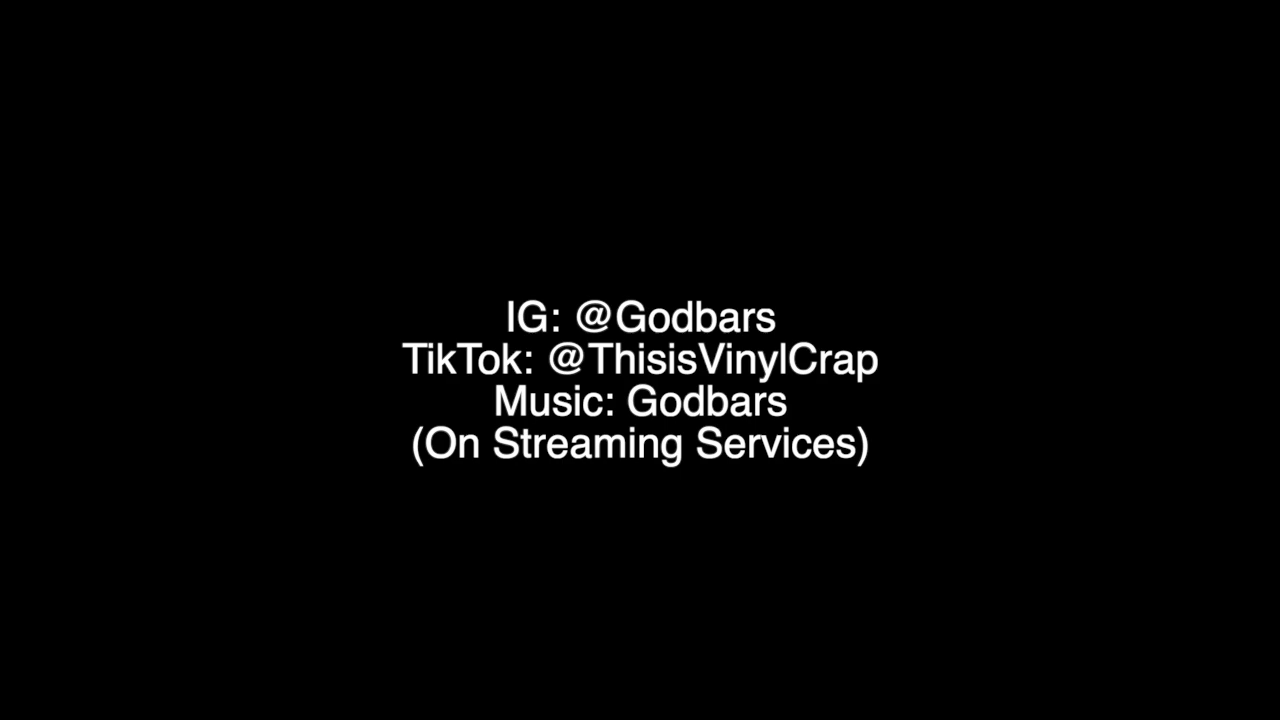 IG: @Godbars
TikTok: @ThisisVinylCrap
Music: Godbars
(On Streaming Services)